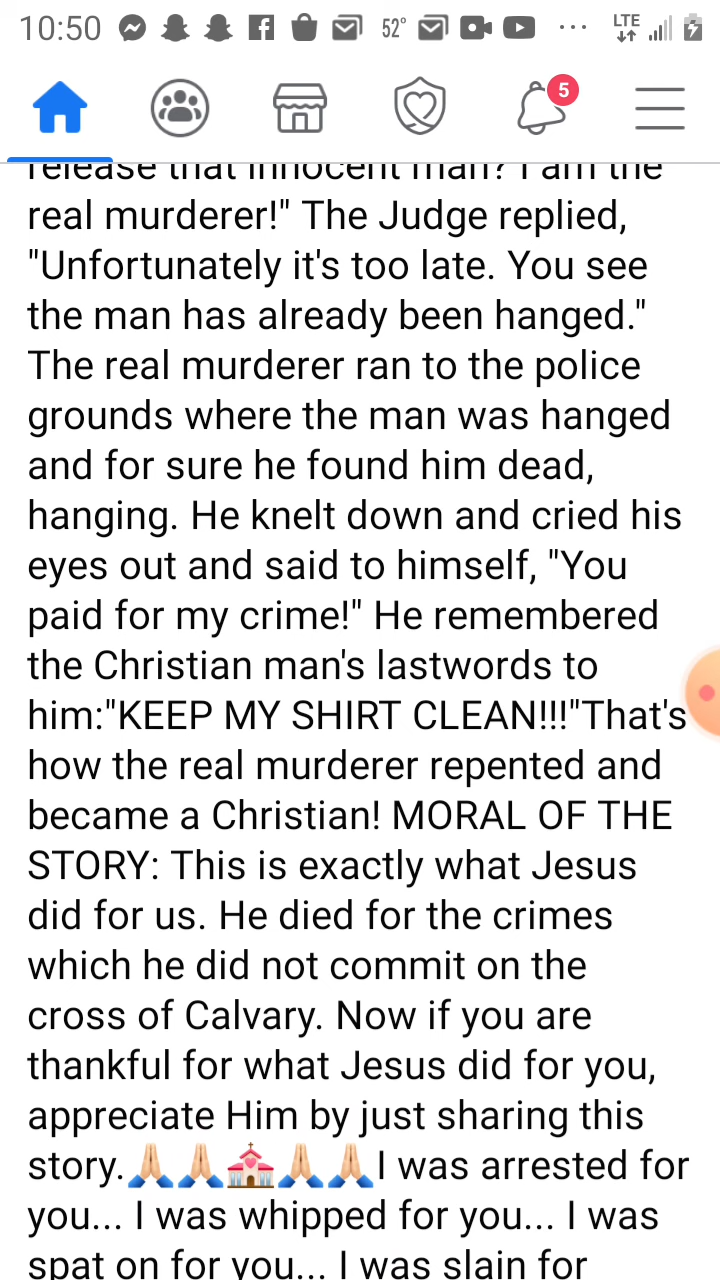 10:50 52° ... LTE
5
release that innocent man? I am the
real murderer!" The Judge replied,
"Unfortunately it's too late. You see
the man has already been hanged."
The real murderer ran to the police
grounds where the man was hanged
and for sure he found him dead,
hanging. He knelt down and cried his
eyes out and said to himself, "You
paid for my crime!" He remembered
the Christian man's lastwords to
him:"KEEP MY SHIRT CLEAN!!!"That's
how the real murderer repented and
became a Christian! MORAL OF THE
STORY: This is exactly what Jesus
did for us. He died for the crimes
which he did not commit on the
cross of Calvary. Now if you are
thankful for what Jesus did for you,
appreciate Him by just sharing this
story.🙏🏼🙏🏼💒🙏🏼🙏🏼I was arrested for
you... I was whipped for you... I was
spat on for you... I was slain for